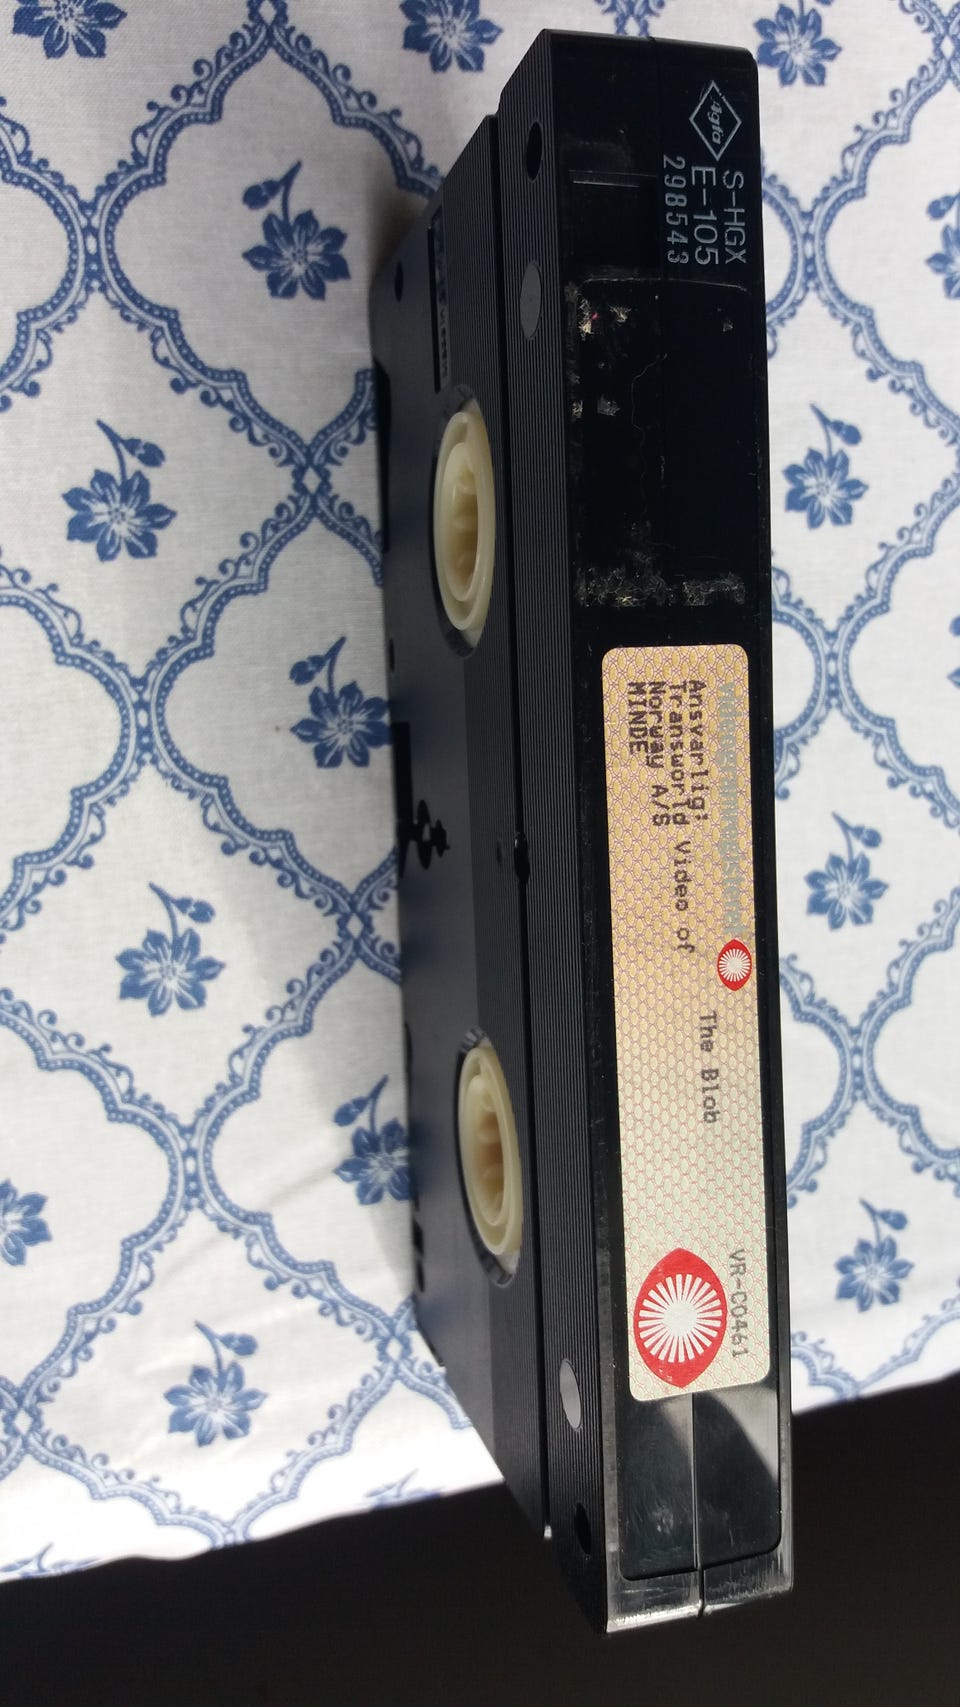 Agfa
S-HGX
E-105
298543
Ansvarlig:
Transworld Video of
Norway A/S
MINDE
The Blob
VR-C0461